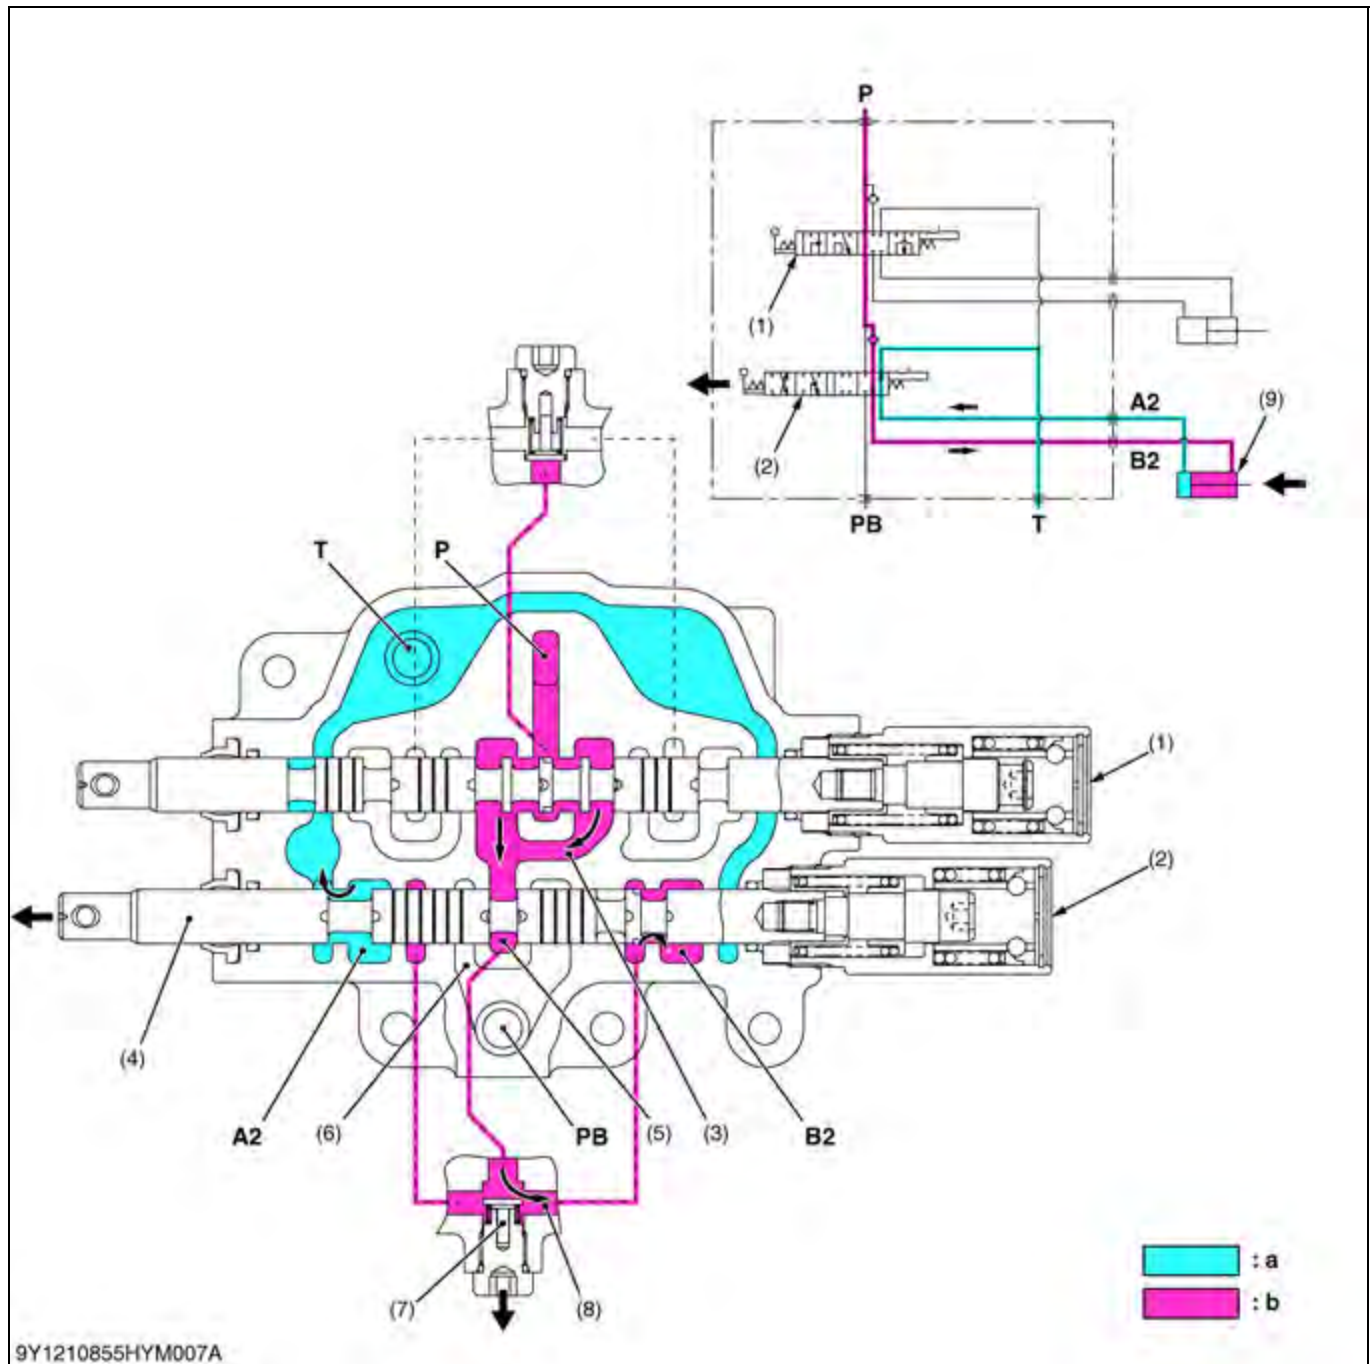 P
(1)
A2
(9)
(2)
B2
PB
T
T
P
(1)
(2)
(4)
A2
(6)
PB
(5)
(3)
B2
(7)
(8)
: a
: b
9Y1210855HYM007A